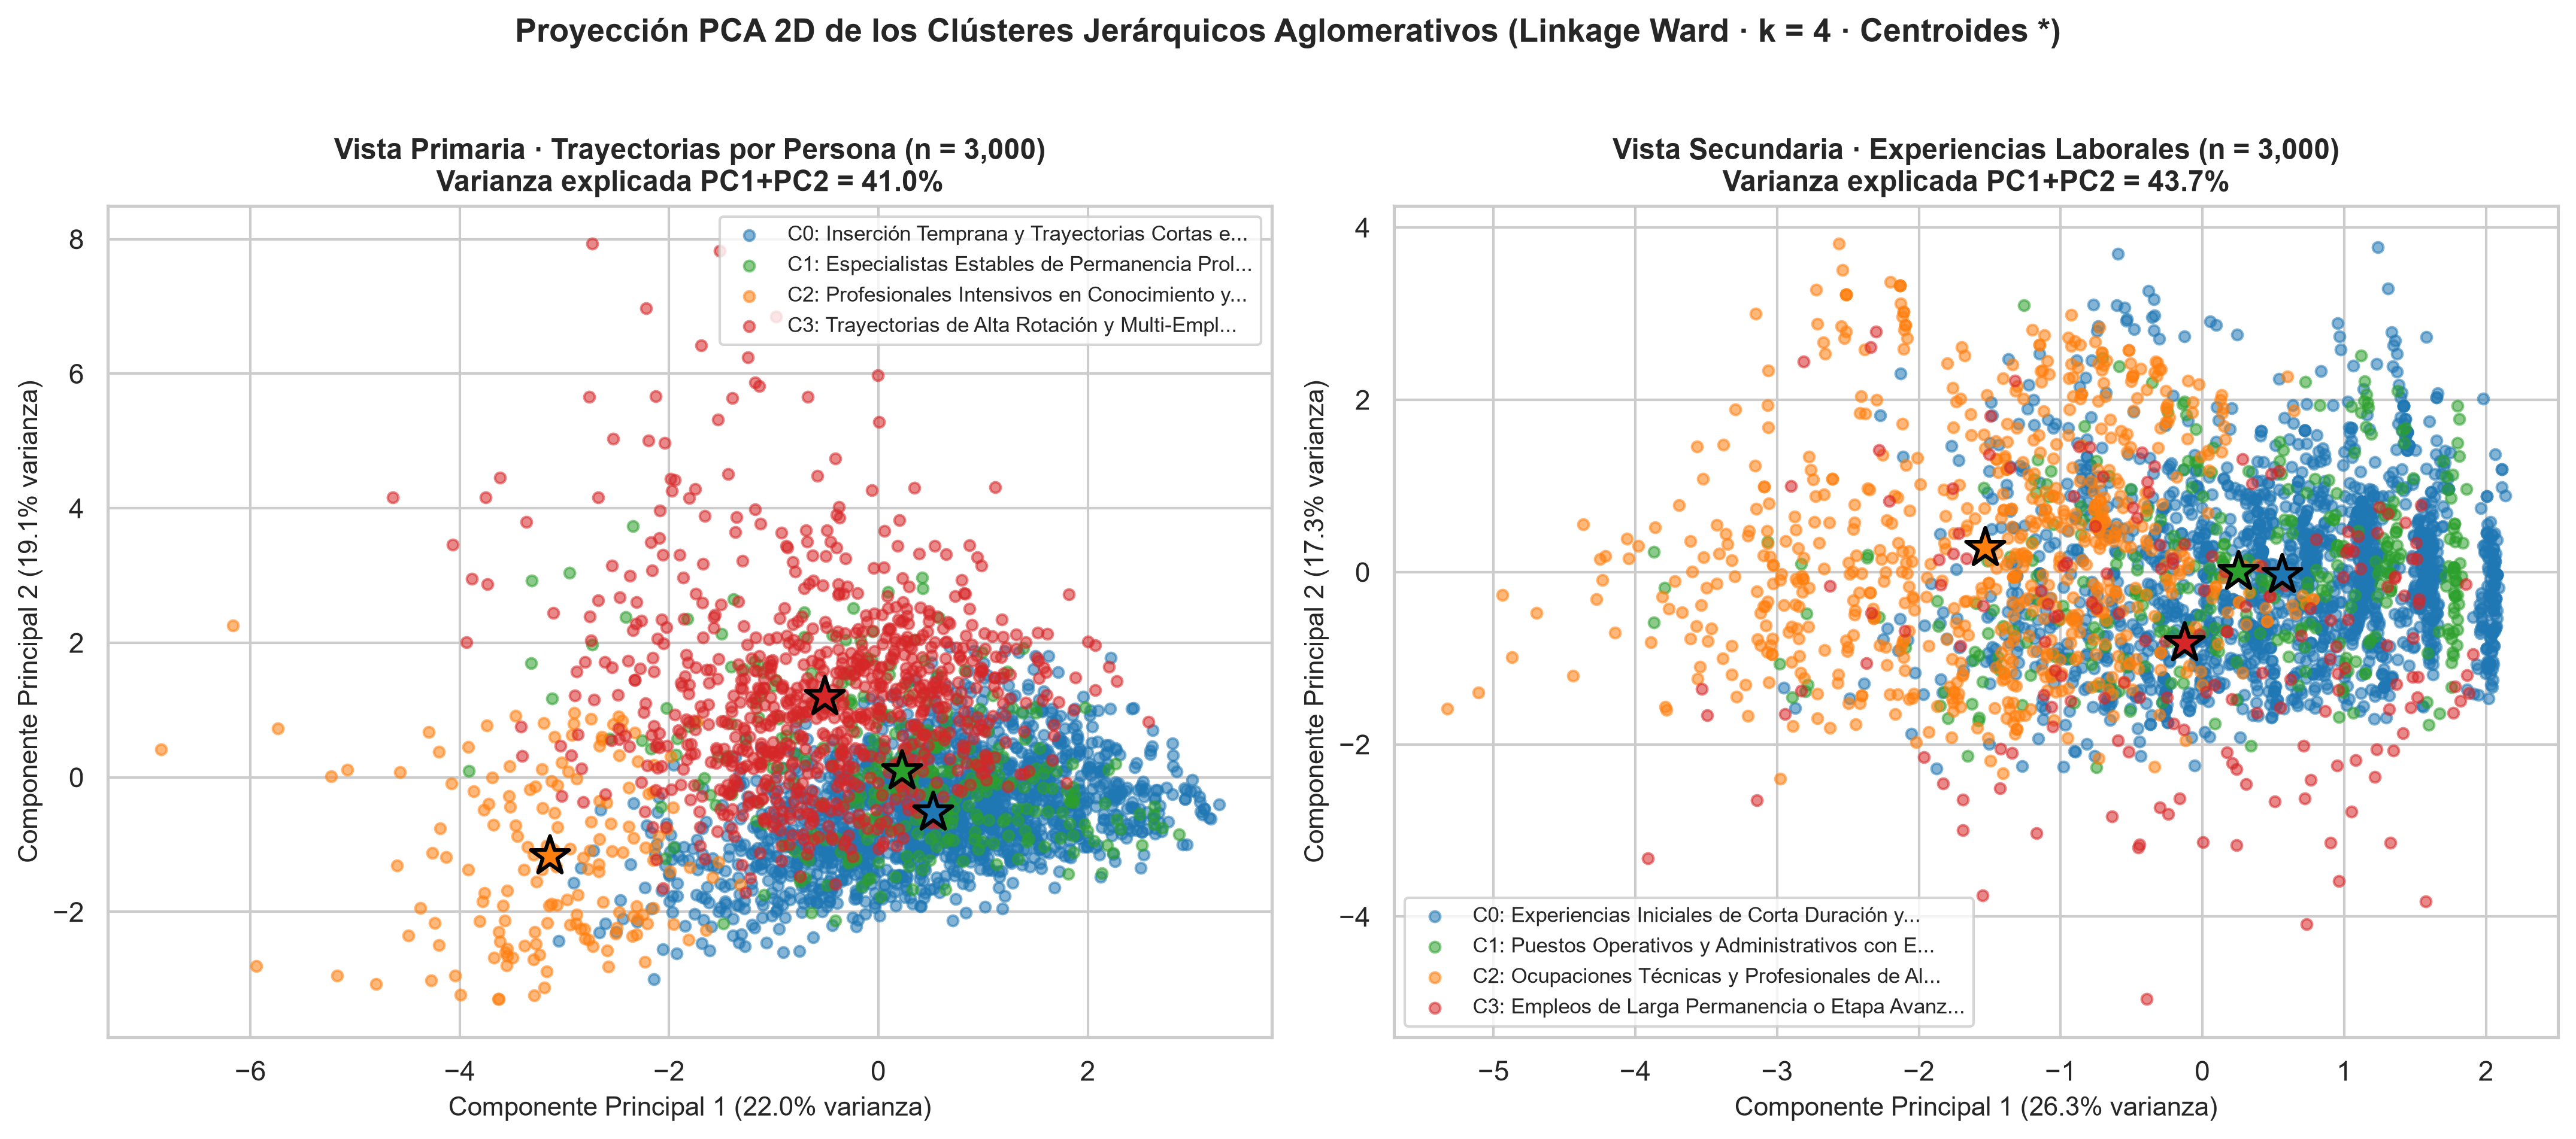 Proyección PCA 2D de los Clústeres Jerárquicos Aglomerativos (Linkage Ward · k = 4 · Centroides *)
Vista Primaria · Trayectorias por Persona (n = 3,000)
Varianza explicada PC1+PC2 = 41.0%
C0: Inserción Temprana y Trayectorias Cortas e...
C1: Especialistas Estables de Permanencia Prol...
C2: Profesionales Intensivos en Conocimiento y...
C3: Trayectorias de Alta Rotación y Multi-Empl...
Componente Principal 2 (19.1% varianza)
8
6
4
2
0
−2
−6
−4
−2
0
2
Componente Principal 1 (22.0% varianza)
Vista Secundaria · Experiencias Laborales (n = 3,000)
Varianza explicada PC1+PC2 = 43.7%
Componente Principal 2 (17.3% varianza)
4
2
0
−2
−4
C0: Experiencias Iniciales de Corta Duración y...
C1: Puestos Operativos y Administrativos con E...
C2: Ocupaciones Técnicas y Profesionales de Al...
C3: Empleos de Larga Permanencia o Etapa Avanz...
−5
−4
−3
−2
−1
0
1
2
Componente Principal 1 (26.3% varianza)